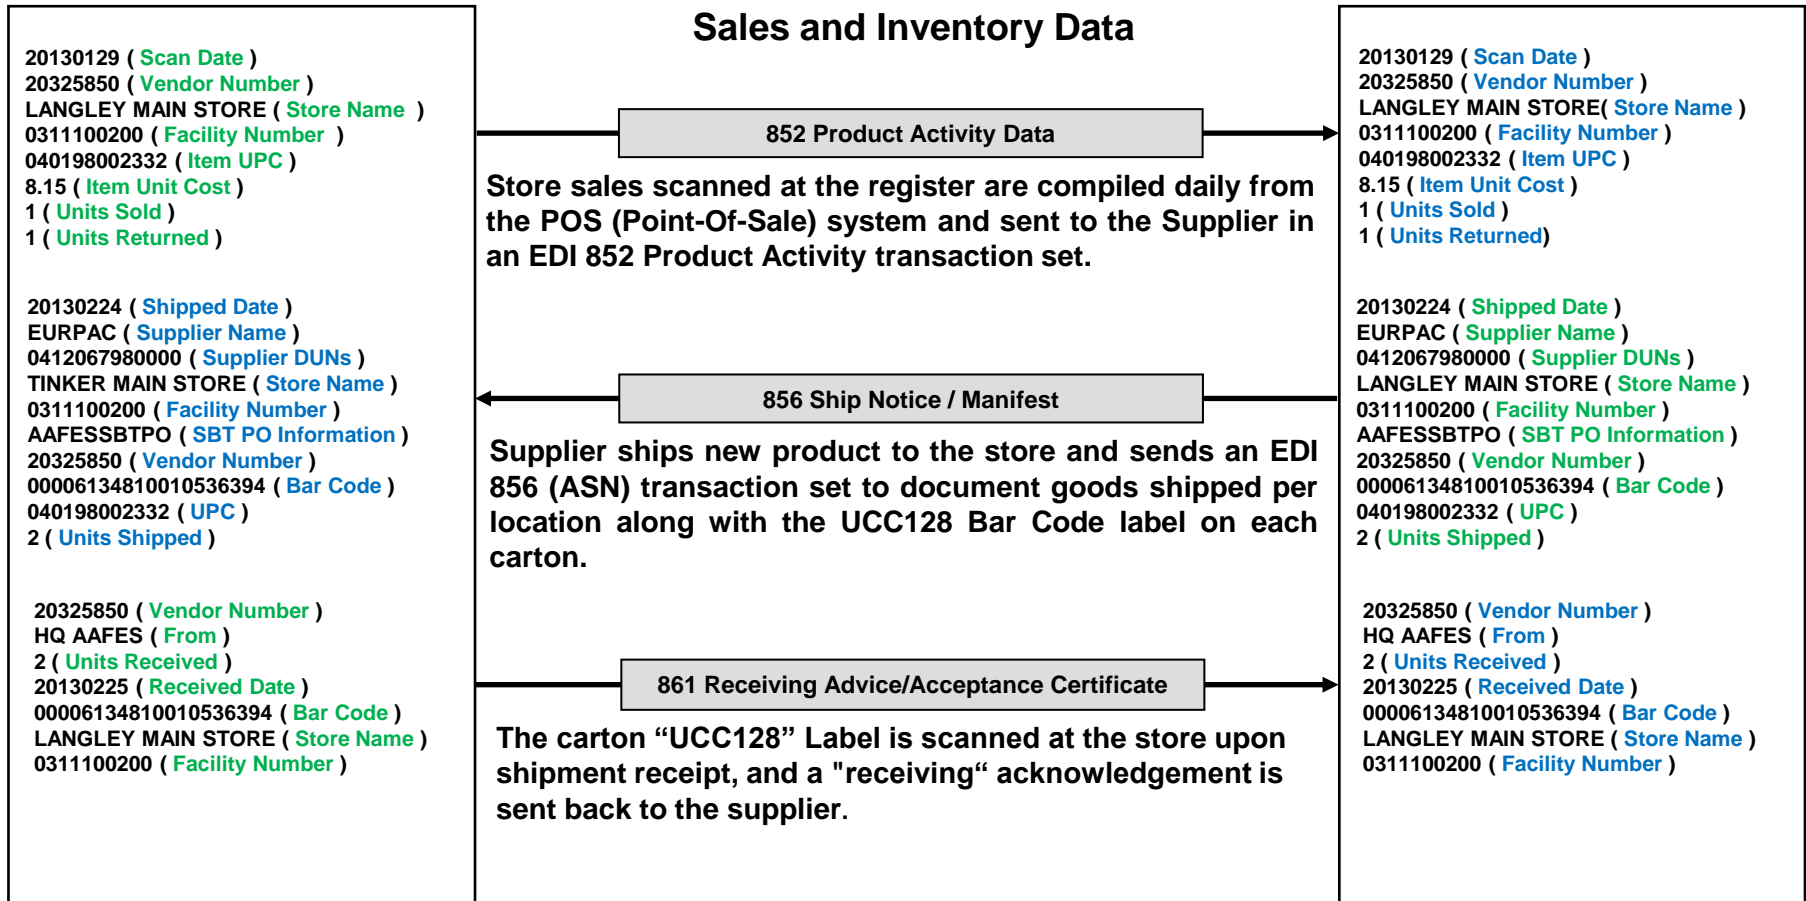 Sales and Inventory Data
20130129 ( Scan Date )
20325850 ( Vendor Number )
LANGLEY MAIN STORE ( Store Name  )
0311100200 ( Facility Number  )
040198002332 ( Item UPC )
8.15 ( Item Unit Cost )
1 ( Units Sold )
1 ( Units Returned )
20130224 ( Shipped Date )
EURPAC ( Supplier Name )
0412067980000 ( Supplier DUNs )
TINKER MAIN STORE ( Store Name )
0311100200 ( Facility Number )
AAFESSBTPO ( SBT PO Information )
20325850 ( Vendor Number )
00006134810010536394 ( Bar Code )
040198002332 ( UPC )
2 ( Units Shipped )
20325850 ( Vendor Number )
HQ AAFES ( From )
2 ( Units Received )
20130225 ( Received Date )
00006134810010536394 ( Bar Code )
LANGLEY MAIN STORE ( Store Name )
0311100200 ( Facility Number )
852 Product Activity Data
Store sales scanned at the register are compiled daily from
the POS (Point-Of-Sale) system and sent to the Supplier in
an EDI 852 Product Activity transaction set.
856 Ship Notice / Manifest
Supplier ships new product to the store and sends an EDI
856 (ASN) transaction set to document goods shipped per
location along with the UCC128 Bar Code label on each
carton.
861 Receiving Advice/Acceptance Certificate
The carton “UCC128” Label is scanned at the store upon
shipment receipt, and a "receiving“ acknowledgement is
sent back to the supplier.
20130129 ( Scan Date )
20325850 ( Vendor Number )
LANGLEY MAIN STORE( Store Name )
0311100200 ( Facility Number )
040198002332 ( Item UPC )
8.15 ( Item Unit Cost )
1 ( Units Sold )
1 ( Units Returned)
20130224 ( Shipped Date )
EURPAC ( Supplier Name )
0412067980000 ( Supplier DUNs )
LANGLEY MAIN STORE ( Store Name )
0311100200 ( Facility Number )
AAFESSBTPO ( SBT PO Information )
20325850 ( Vendor Number )
00006134810010536394 ( Bar Code )
040198002332 ( UPC )
2 ( Units Shipped )
20325850 ( Vendor Number )
HQ AAFES ( From )
2 ( Units Received )
20130225 ( Received Date )
00006134810010536394 ( Bar Code )
LANGLEY MAIN STORE ( Store Name )
0311100200 ( Facility Number )